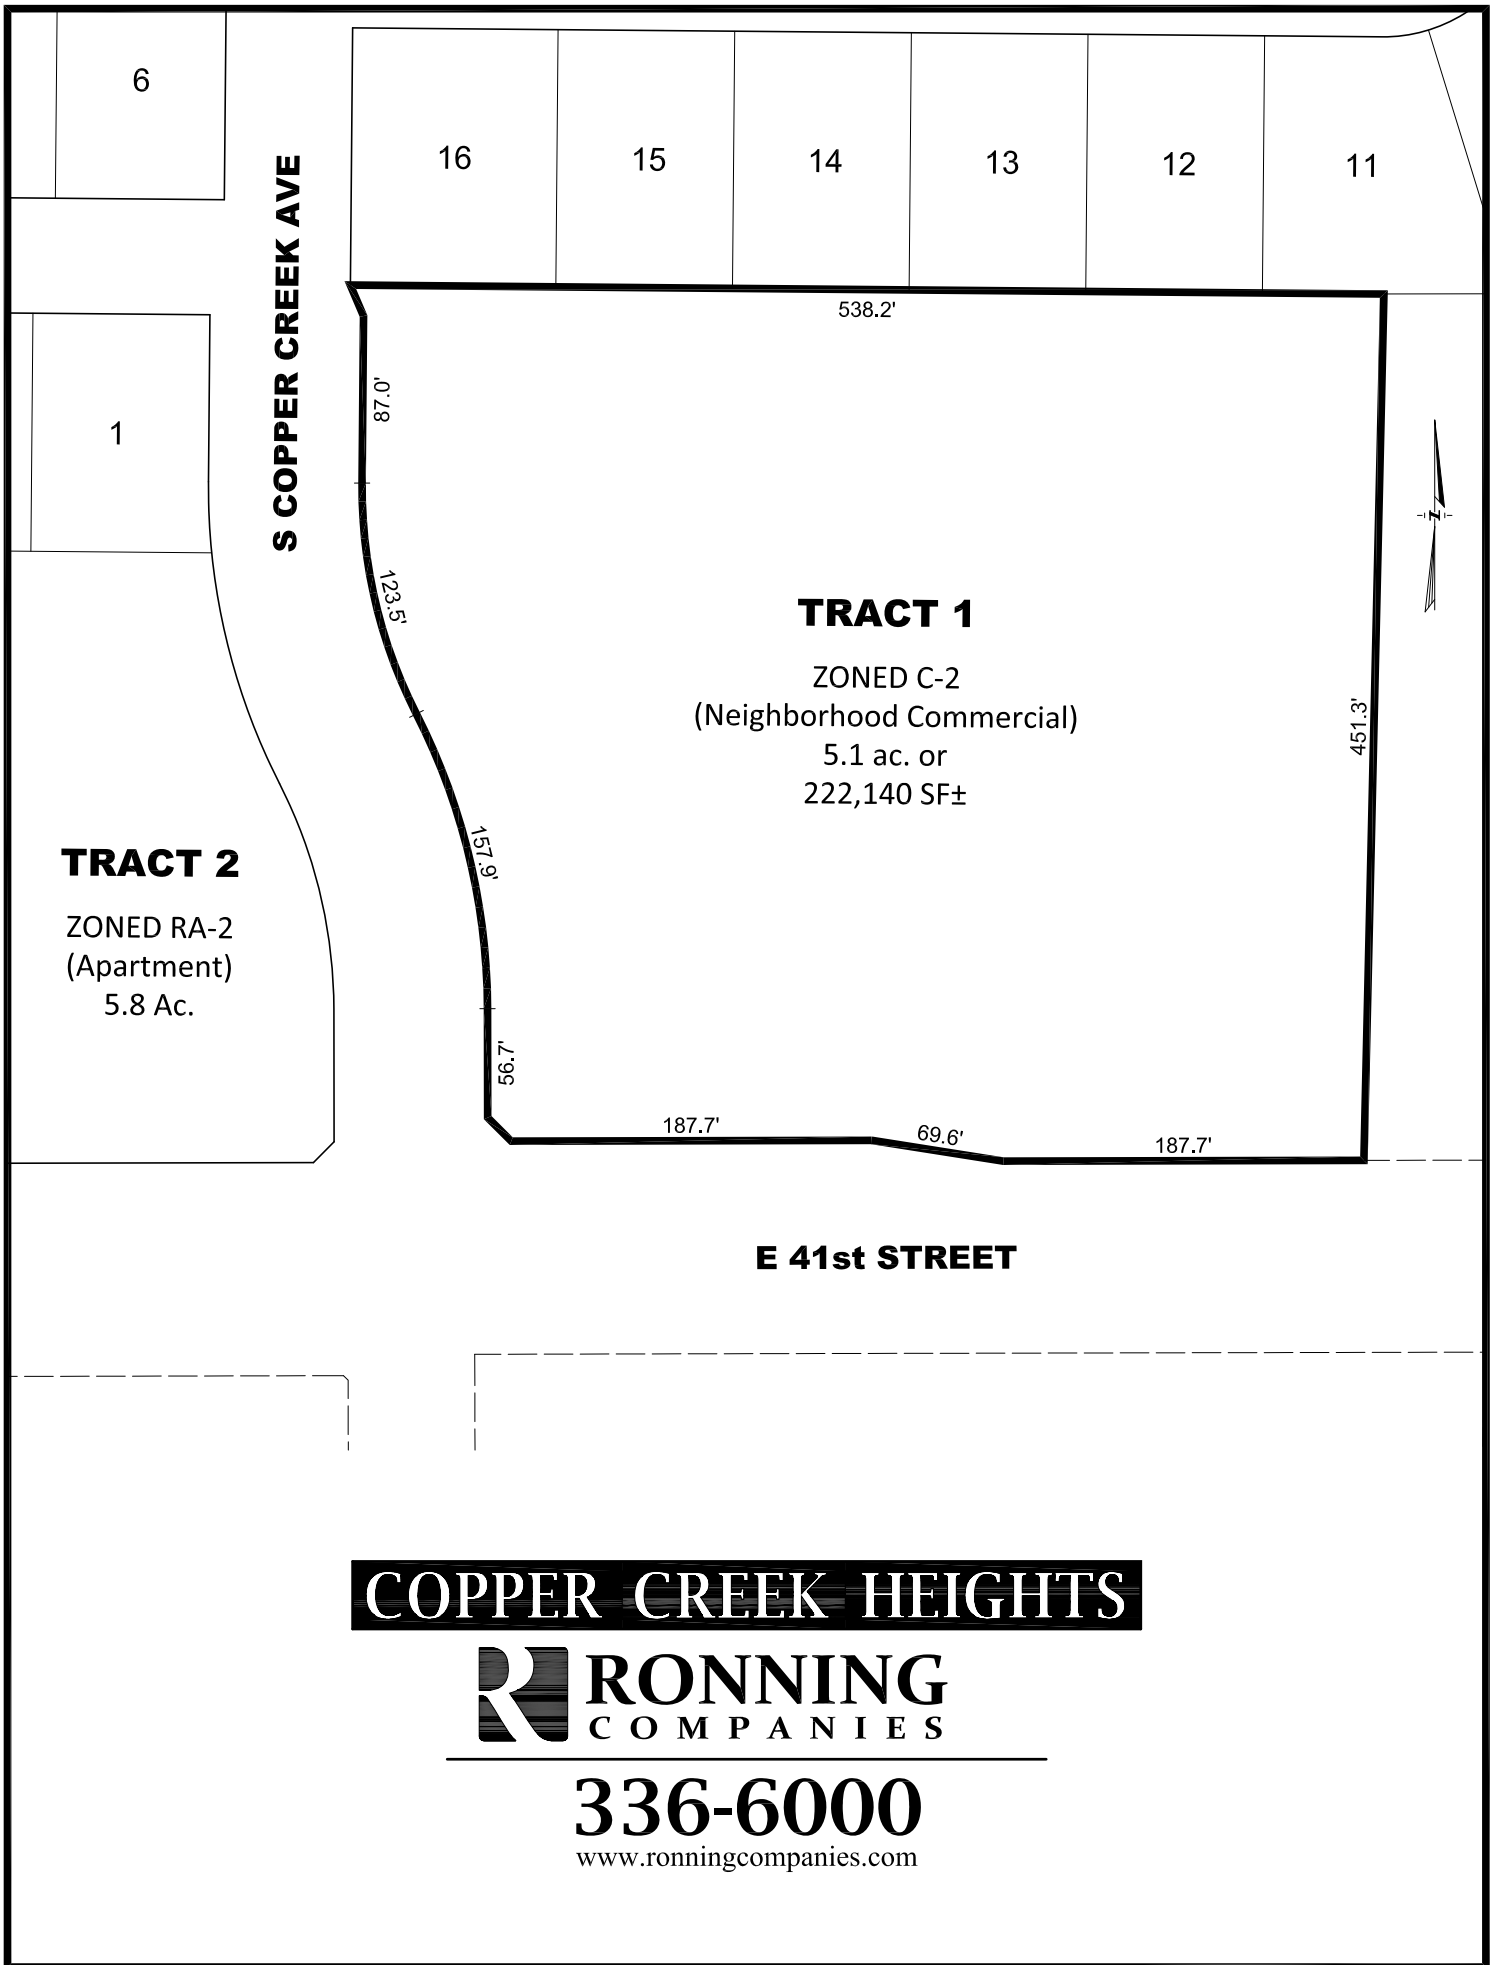 6
16
15
14
13
12
11
S COPPER CREEK AVE
538.2'
87.0'
1
123.5'
TRACT 1
ZONED C-2
(Neighborhood Commercial)
5.1 ac. or
222,140 SF±
451.3'
157.9'
TRACT 2
ZONED RA-2
(Apartment)
5.8 Ac.
56.7'
187.7'
69.6'
187.7'
E 41st STREET
COPPER CREEK HEIGHTS
R RONNING
COMPANIES
336-6000
www.ronningcompanies.com